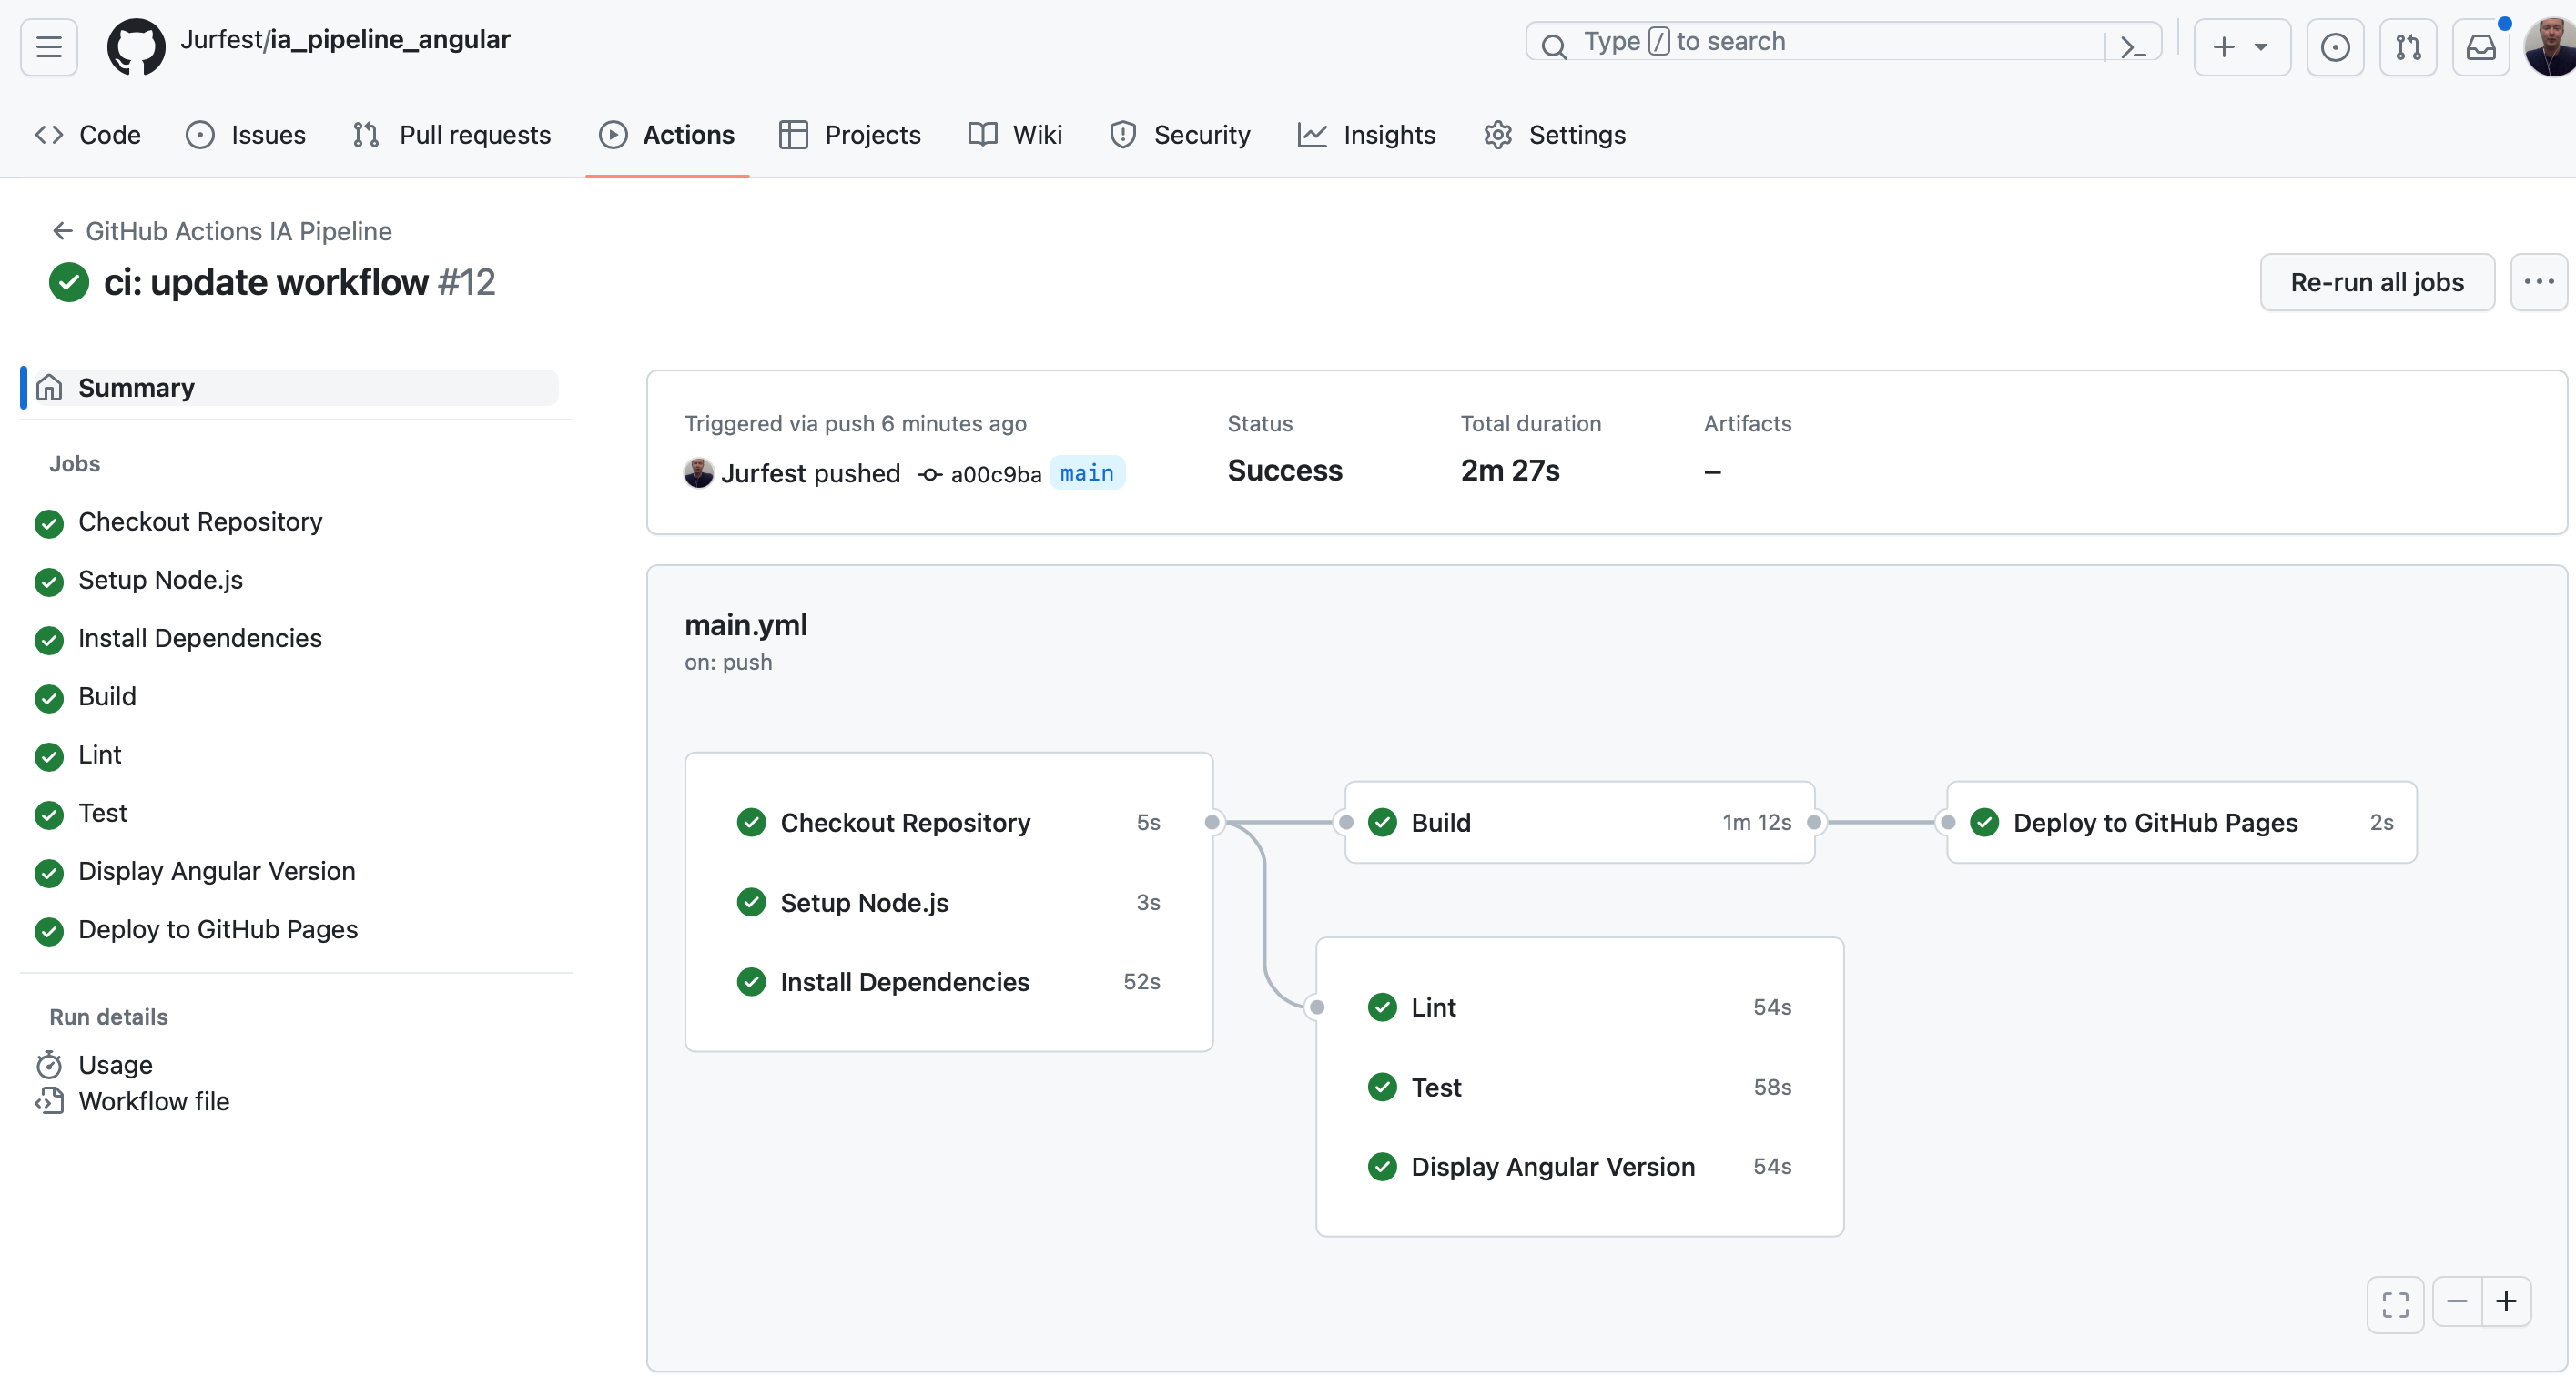 Jurfest/ia_pipeline_angular
Type / to search
Code Issues Pull requests Actions Projects Wiki Security Insights Settings
GitHub Actions IA Pipeline
ci: update workflow #12
Re-run all jobs
Summary
Jobs
Checkout Repository
Setup Node.js
Install Dependencies
Build
Lint
Test
Display Angular Version
Deploy to GitHub Pages
Run details
Usage
Workflow file
Triggered via push 6 minutes ago
Jurfest pushed a00c9ba main
Status
Success
Total duration
2m 27s
Artifacts
–
main.yml
on: push
Checkout Repository 5s
Setup Node.js 3s
Install Dependencies 52s
Build 1m 12s
Deploy to GitHub Pages 2s
Lint 54s
Test 58s
Display Angular Version 54s